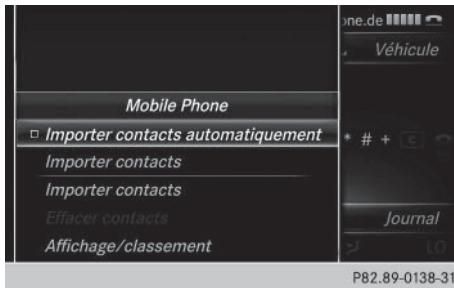 one.de
Véhicule
Mobile Phone
Importer contacts automatiquement
* # + C
Importer contacts
Importer contacts
Effacer contacts
Journal
Affichage/classement
LO
P82.89-0138-31